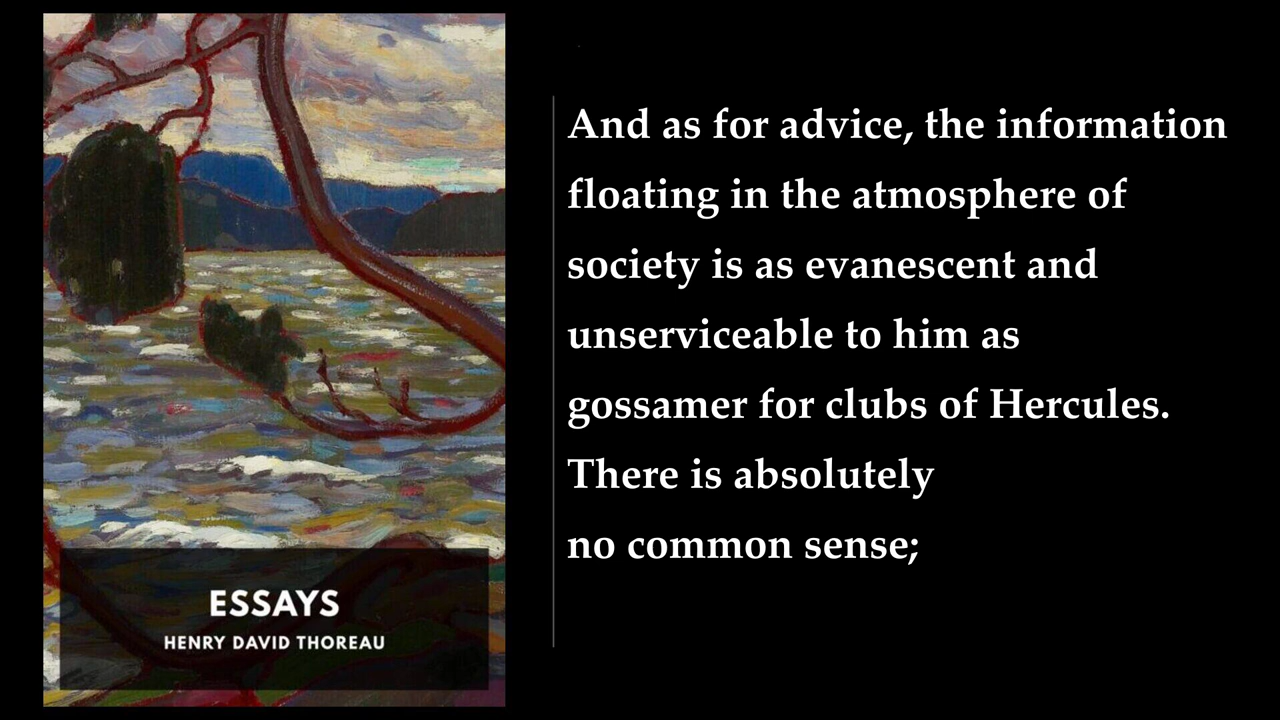 And as for advice, the information
floating in the atmosphere of
society is as evanescent and
unserviceable to him as
gossamer for clubs of Hercules.
There is absolutely
no common sense;
ESSAYS
HENRY DAVID THOREAU